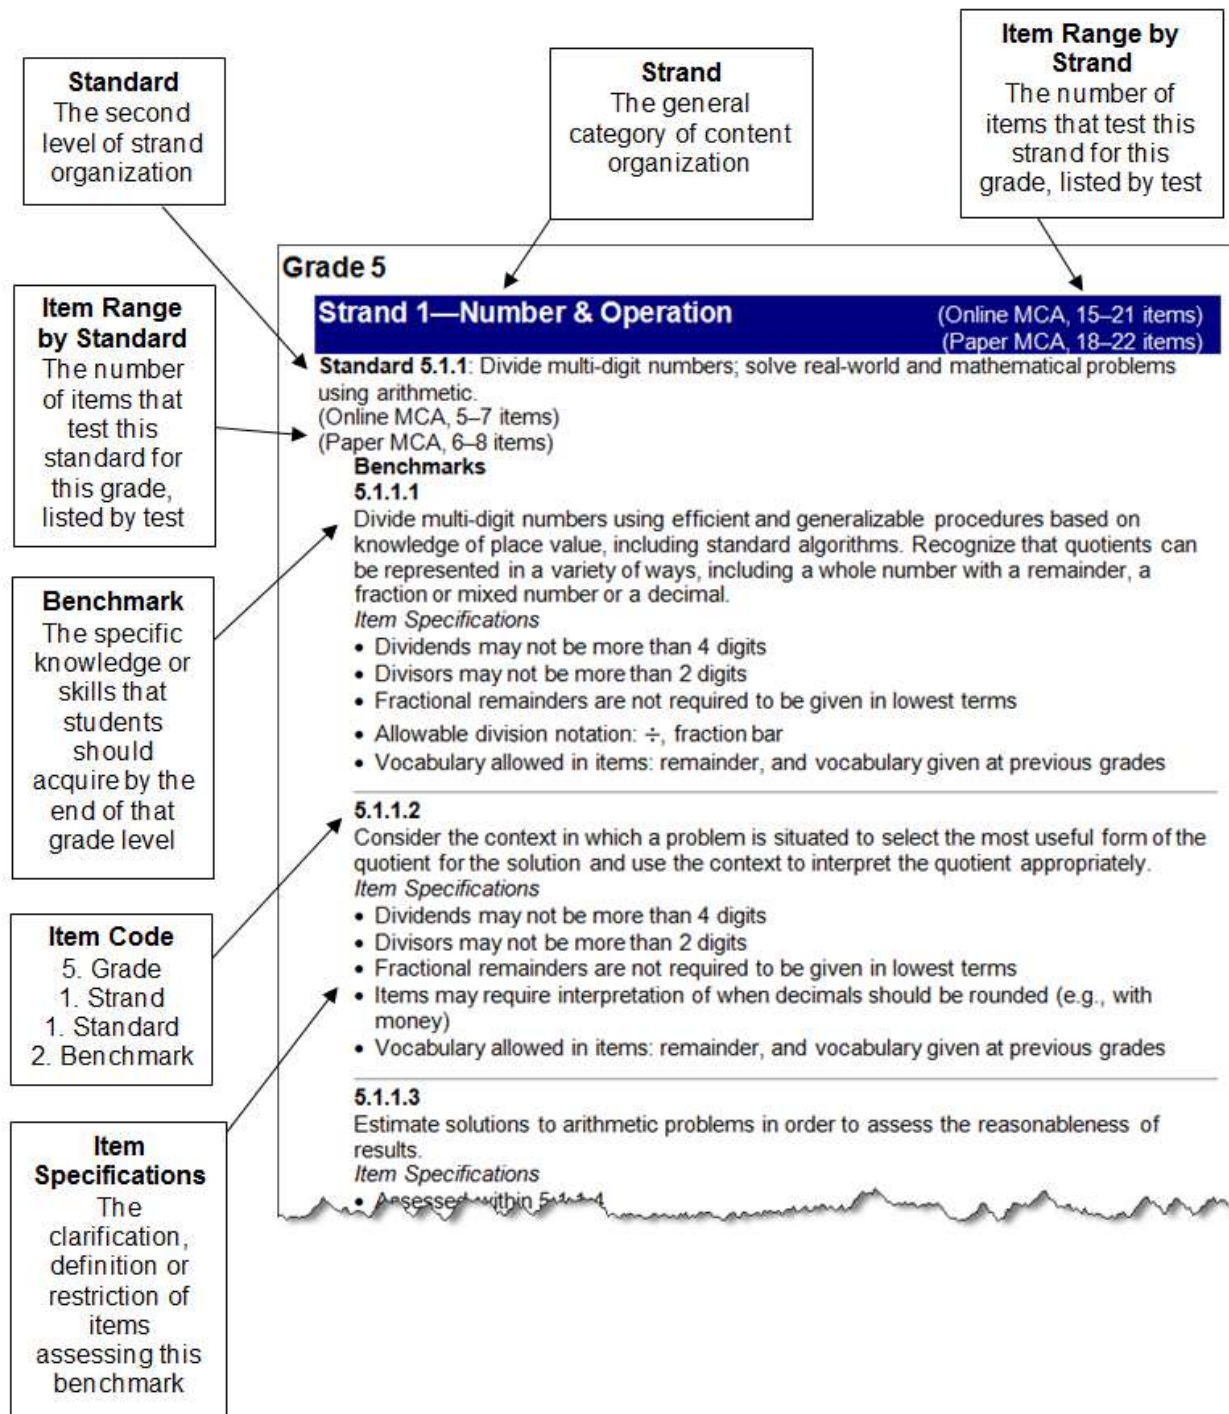 Standard
The second
level of strand
organization
Strand
The general
category of content
organization
Item Range by
Strand
The number of
items that test this
strand for this
grade, listed by test
Item Range
by Standard
The number
of items that
test this
standard for
this grade,
listed by test
Benchmark
The specific
knowledge or
skills that
students
should
acquire by the
end of that
grade level
Item Code
5. Grade
1. Strand
1. Standard
2. Benchmark
Item
Specifications
The
clarification,
definition or
restriction of
items
assessing this
benchmark
Grade 5
Strand 1—Number & Operation
(Online MCA, 15–21 items)
(Paper MCA, 18–22 items)
Standard 5.1.1: Divide multi-digit numbers; solve real-world and mathematical problems
using arithmetic.
(Online MCA, 5–7 items)
(Paper MCA, 6–8 items)
Benchmarks
5.1.1.1
Divide multi-digit numbers using efficient and generalizable procedures based on
knowledge of place value, including standard algorithms. Recognize that quotients can
be represented in a variety of ways, including a whole number with a remainder, a
fraction or mixed number or a decimal.
Item Specifications
• Dividends may not be more than 4 digits
• Divisors may not be more than 2 digits
• Fractional remainders are not required to be given in lowest terms
• Allowable division notation: ÷, fraction bar
• Vocabulary allowed in items: remainder, and vocabulary given at previous grades
5.1.1.2
Consider the context in which a problem is situated to select the most useful form of the
quotient for the solution and use the context to interpret the quotient appropriately.
Item Specifications
• Dividends may not be more than 4 digits
• Divisors may not be more than 2 digits
• Fractional remainders are not required to be given in lowest terms
• Items may require interpretation of when decimals should be rounded (e.g., with
money)
• Vocabulary allowed in items: remainder, and vocabulary given at previous grades
5.1.1.3
Estimate solutions to arithmetic problems in order to assess the reasonableness of
results.
Item Specifications
• Assessed within 5.1.1.4